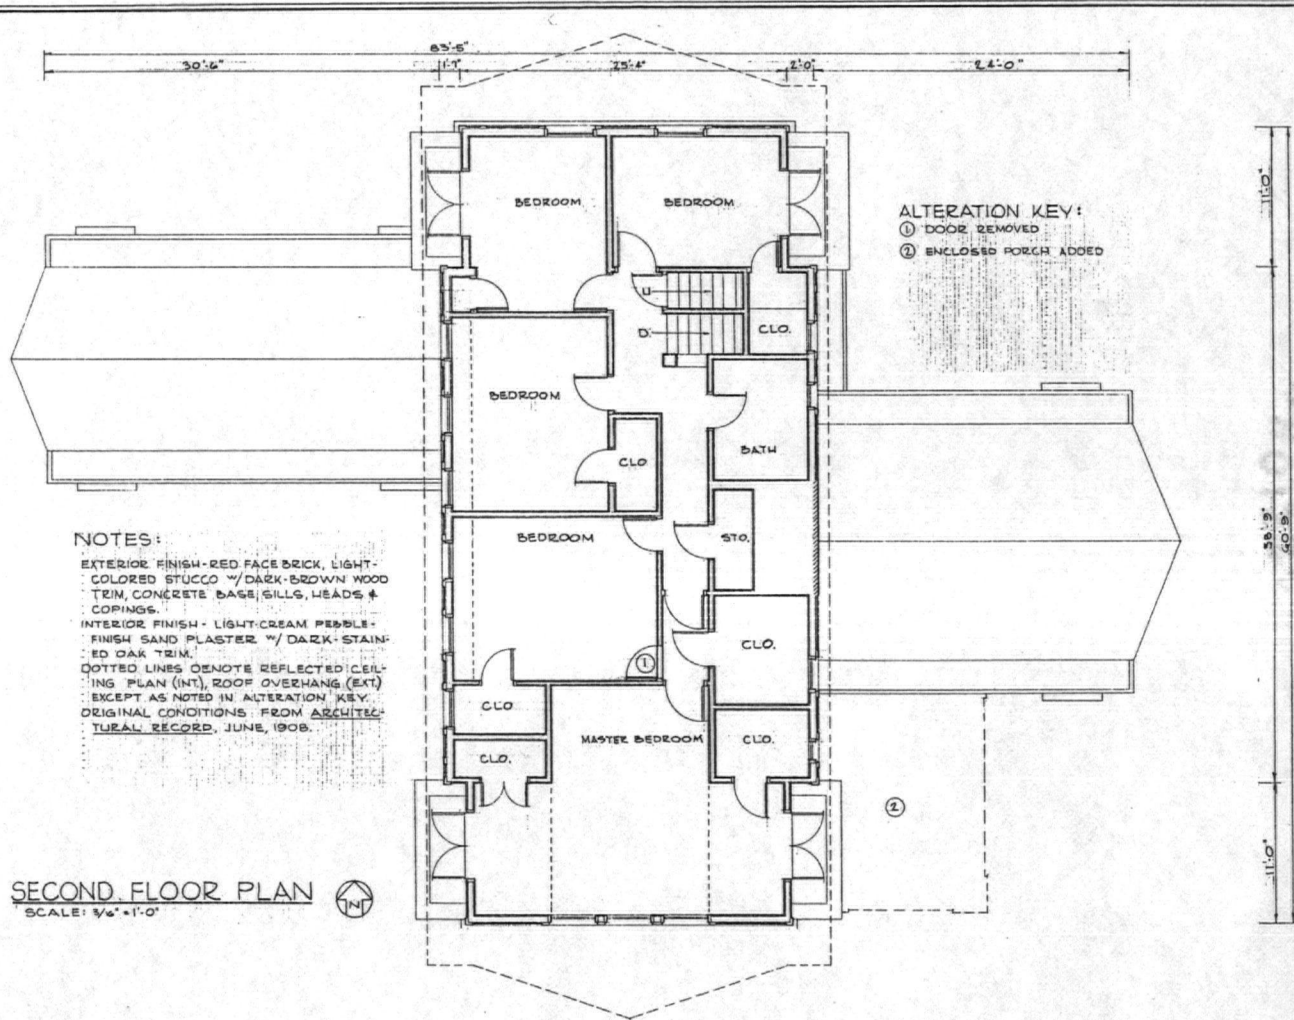 83'-5"
30'-6" 1'-7" 25'-4" 2'-0" 24'-0"
BEDROOM BEDROOM
11'-0"
ALTERATION KEY:
① DOOR REMOVED
② ENCLOSED PORCH ADDED
U
D. CLO.
BEDROOM
BATH
CLO
BEDROOM STO.
38'-9" 60'-9"
NOTES:
EXTERIOR FINISH-RED FACE BRICK, LIGHT-
COLORED STUCCO W/ DARK-BROWN WOOD
TRIM, CONCRETE BASE, SILLS, HEADS &
COPINGS.
INTERIOR FINISH - LIGHT-CREAM PEBBLE-
FINISH SAND PLASTER W/ DARK-STAIN-
ED OAK TRIM.
DOTTED LINES DENOTE REFLECTED CEIL-
ING PLAN (INT.), ROOF OVERHANG (EXT.)
EXCEPT AS NOTED IN ALTERATION KEY.
ORIGINAL CONDITIONS FROM ARCHITEC-
TURAL RECORD, JUNE, 1908.
①
CLO.
CLO
MASTER BEDROOM CLO.
CLO.
②
11'-0"
SECOND FLOOR PLAN
N
SCALE: 3/16" = 1'-0"